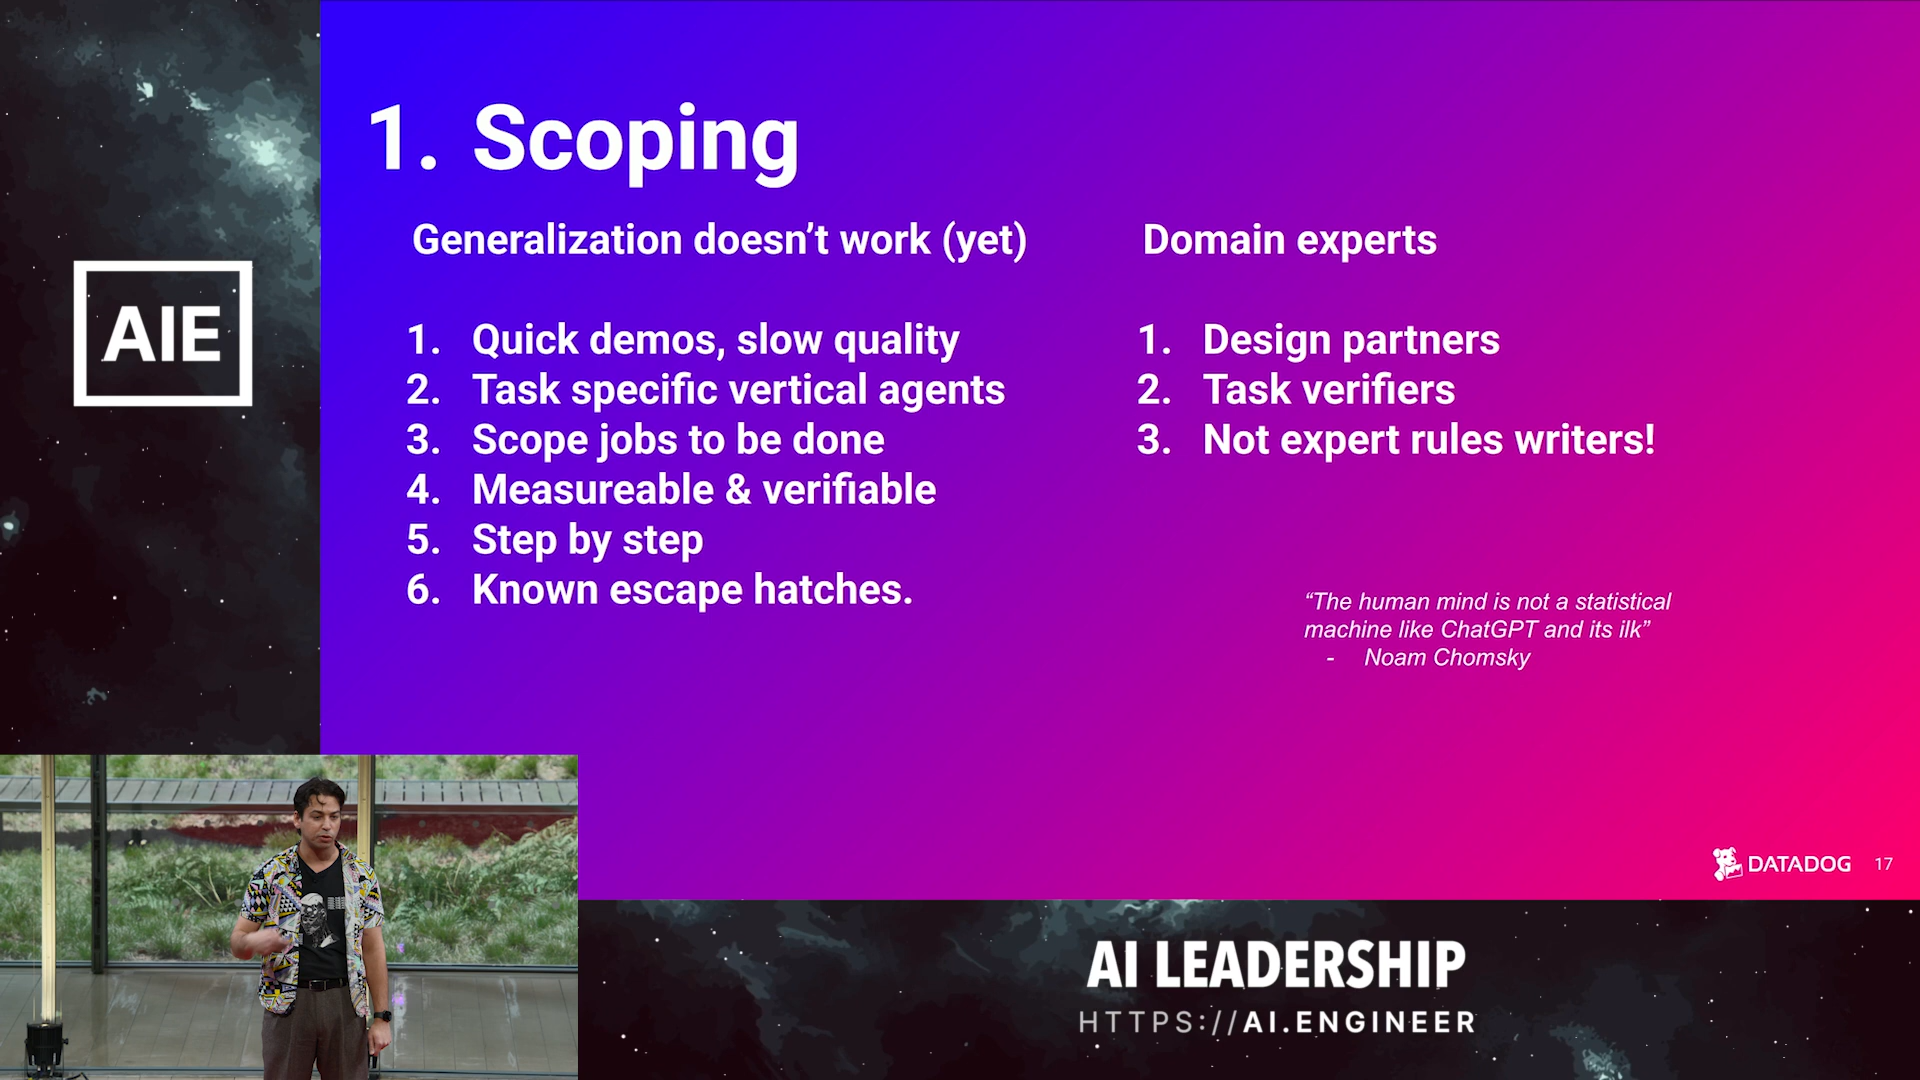 AIE
1. Scoping
Generalization doesn’t work (yet)
1. Quick demos, slow quality
2. Task specific vertical agents
3. Scope jobs to be done
4. Measureable & verifiable
5. Step by step
6. Known escape hatches.
Domain experts
1. Design partners
2. Task verifiers
3. Not expert rules writers!
“The human mind is not a statistical
machine like ChatGPT and its ilk”
- Noam Chomsky
DATADOG 17
AI LEADERSHIP
HTTPS://AI.ENGINEER